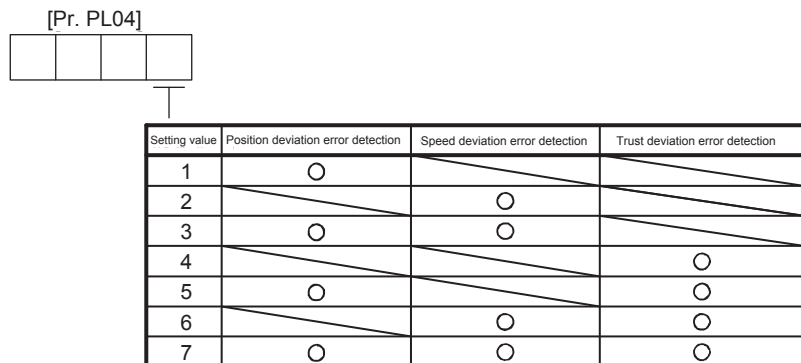 [Pr. PL04]
Setting value Position deviation error detection Speed deviation error detection Trust deviation error detection
1 ○
2 ○
3 ○ ○
4 ○
5 ○ ○
6 ○ ○
7 ○ ○ ○